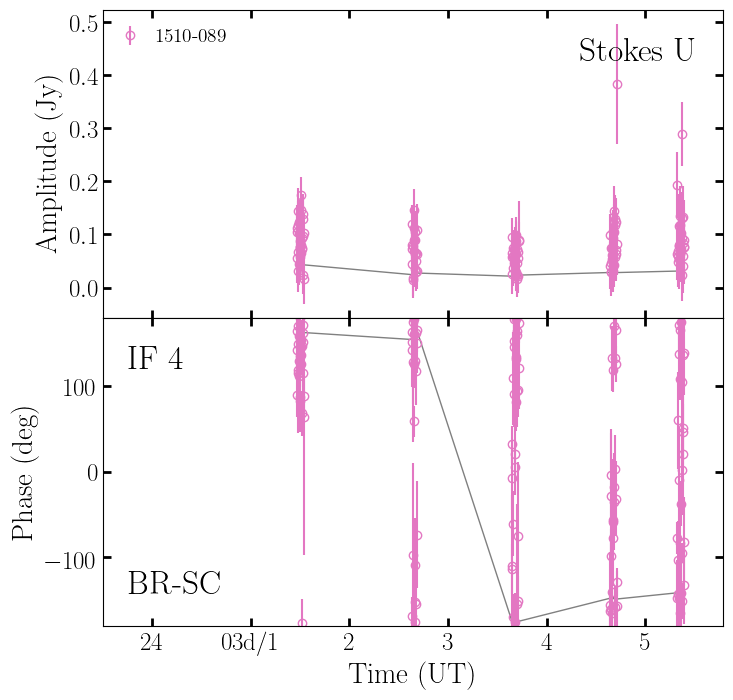 1510-089
Stokes U
0.5
0.4
0.3
0.2
0.1
0.0
Amplitude (Jy)
IF 4
100
0
−100
Phase (deg)
BR-SC
24 03d/1 2 3 4 5
Time (UT)